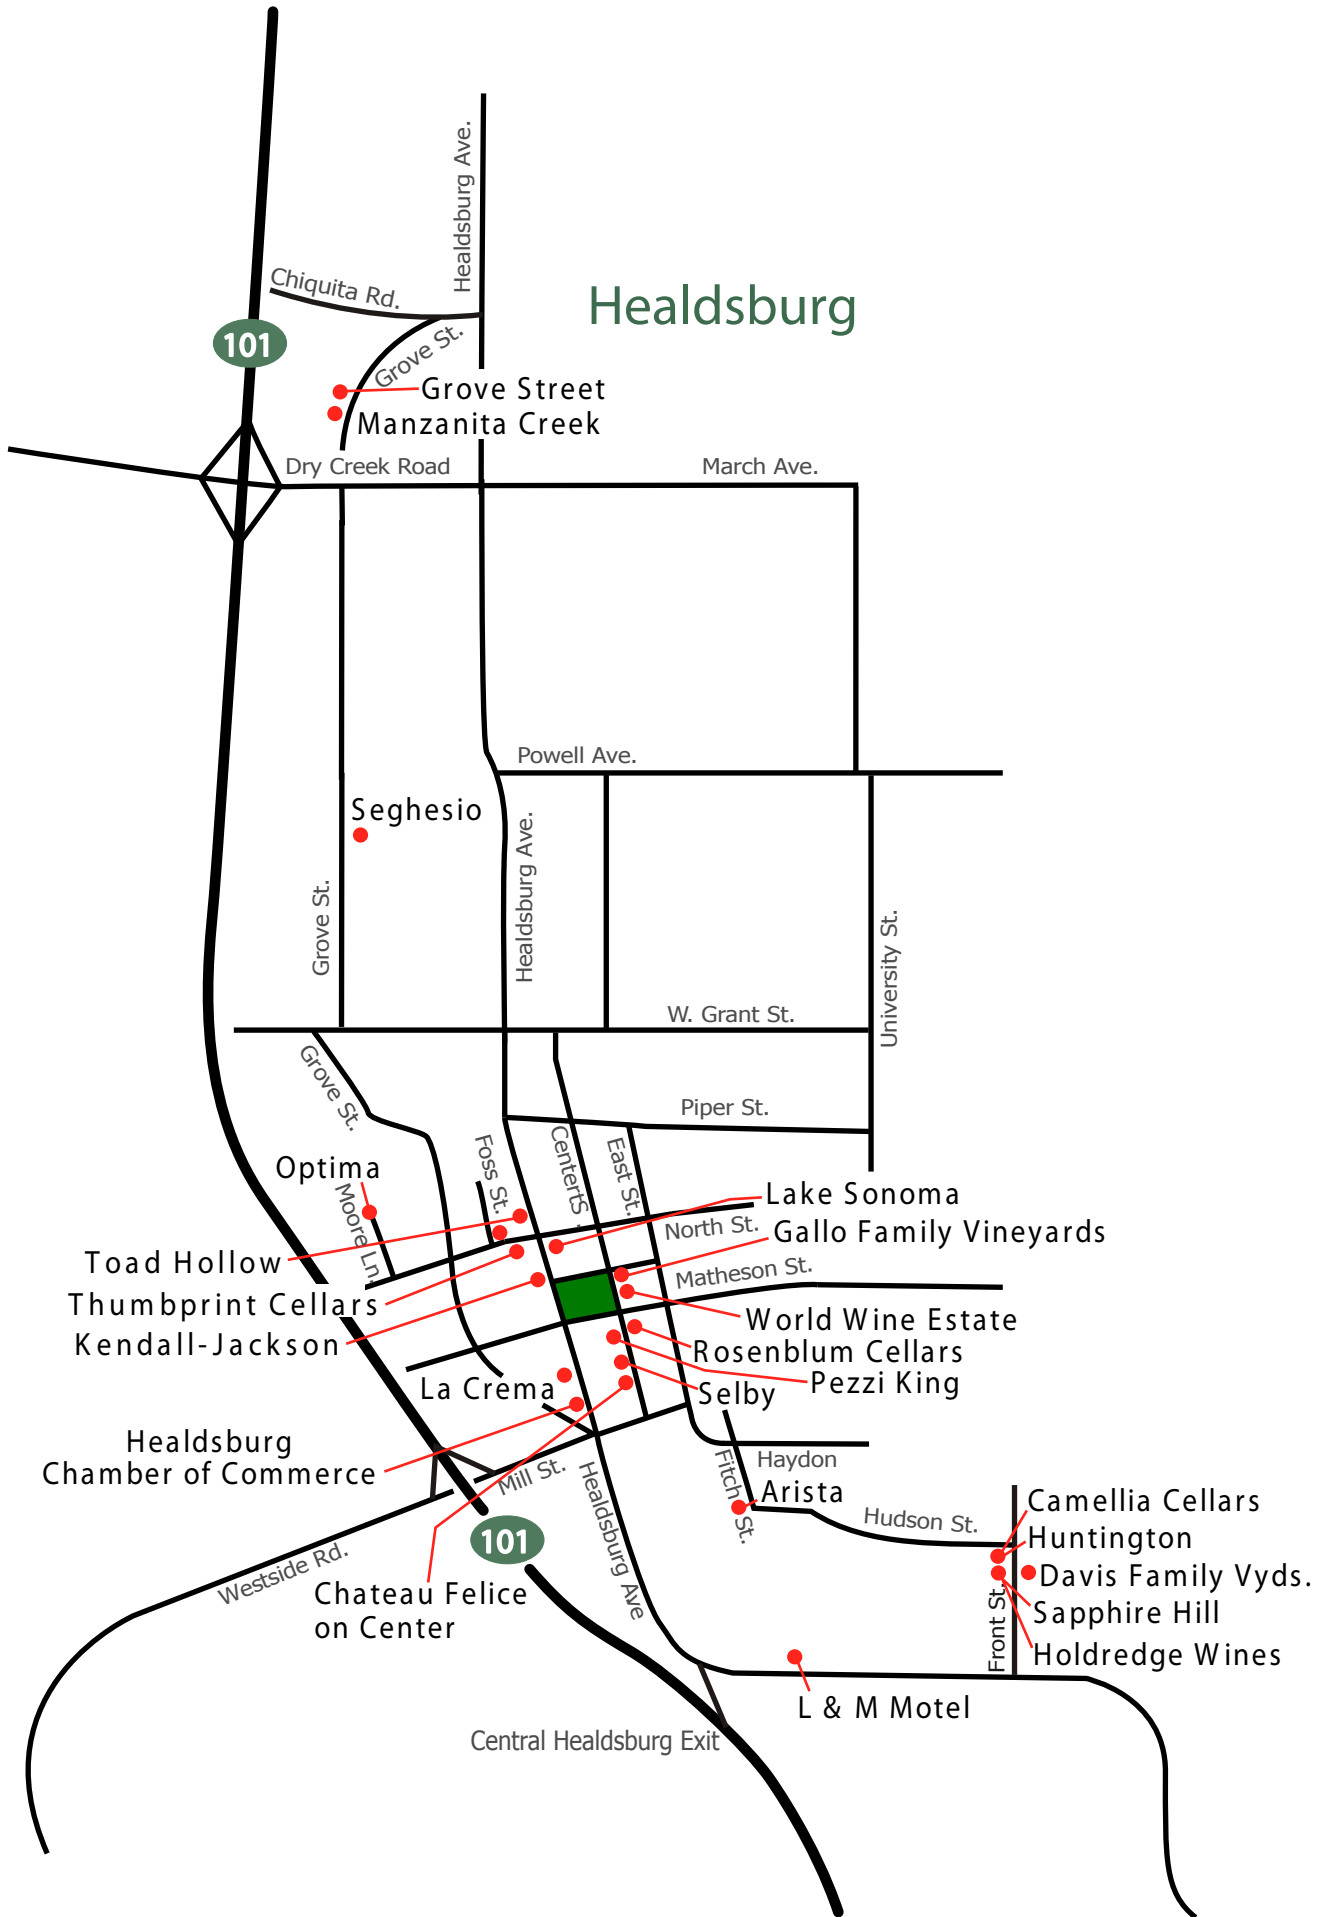 Healdsburg Ave.
Chiquita Rd.
Healdsburg
101
Grove St.
Grove Street
Manzanita Creek
Dry Creek Road
March Ave.
Powell Ave.
Seghesio
Healdsburg Ave.
Grove St.
University St.
W. Grant St.
Grove St.
Piper St.
Foss St.
CentertS .
East St.
Optima
Moore Ln.
Lake Sonoma
North St.
Gallo Family Vineyards
Toad Hollow
Matheson St.
Thumbprint Cellars
World Wine Estate
Kendall-Jackson
Rosenblum Cellars
Pezzi King
La Crema
Selby
Healdsburg
Chamber of Commerce
Mill St.
Healdsburg Ave
Fitch St.
Haydon
Arista
Hudson St.
Camellia Cellars
Huntington
101
Westside Rd.
Davis Family Vyds.
Chateau Felice
on Center
Sapphire Hill
Front St.
Holdredge Wines
L & M Motel
Central Healdsburg Exit